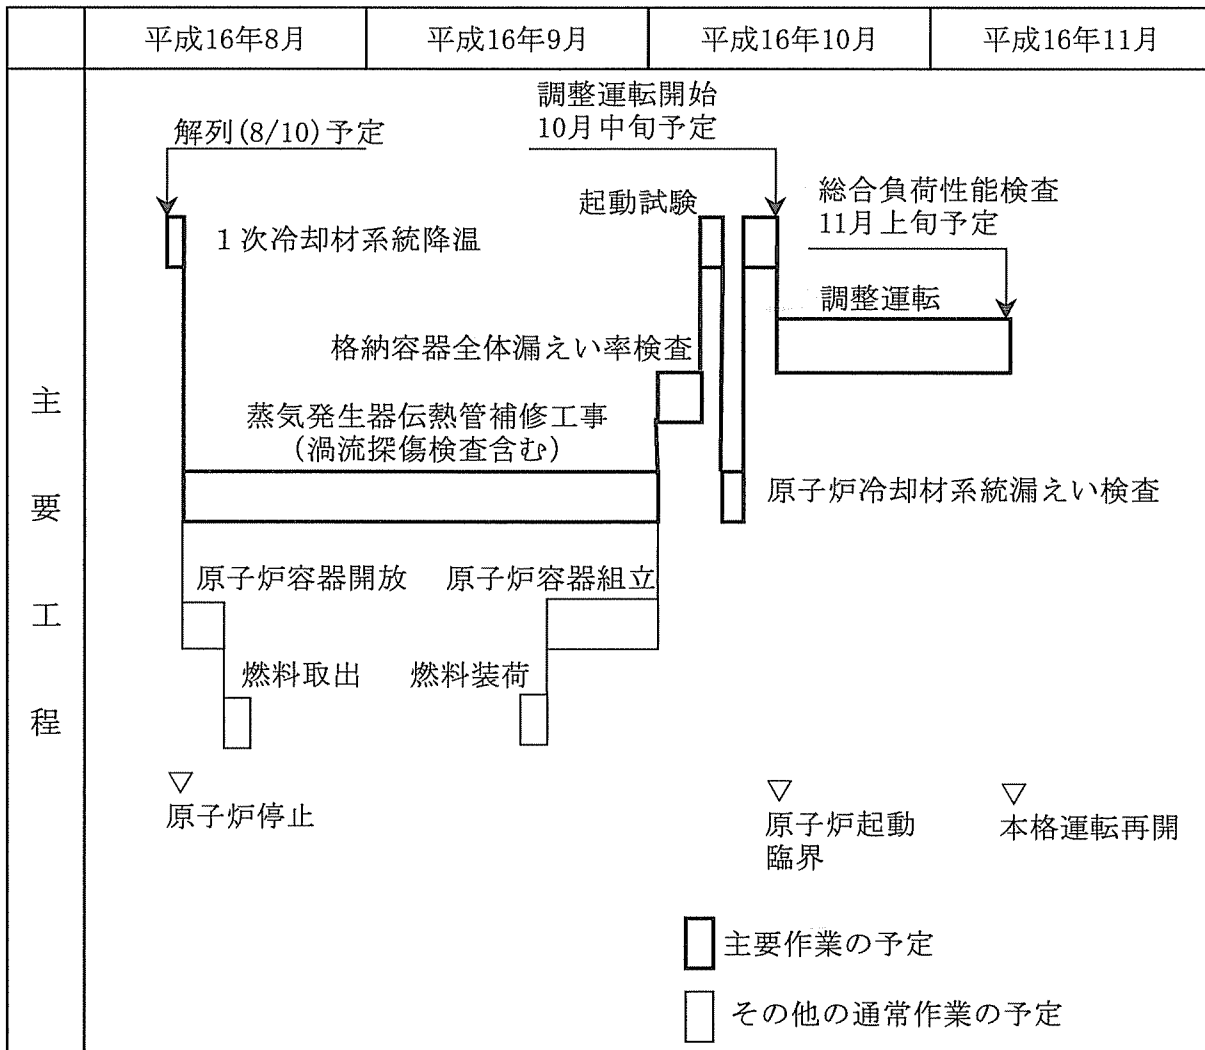 平成16年8月
平成16年9月
平成16年10月
平成16年11月
主要工程
調整運転開始
10月中旬予定
解列(8/10)予定
総合負荷性能検査
11月上旬予定
起動試験
1次冷却材系統降温
調整運転
格納容器全体漏えい率検査
蒸気発生器伝熱管補修工事
(渦流探傷検査含む)
原子炉冷却材系統漏えい検査
原子炉容器開放
原子炉容器組立
燃料取出
燃料装荷
▽
原子炉停止
▽
原子炉起動
臨界
▽
本格運転再開
主要作業の予定
その他の通常作業の予定